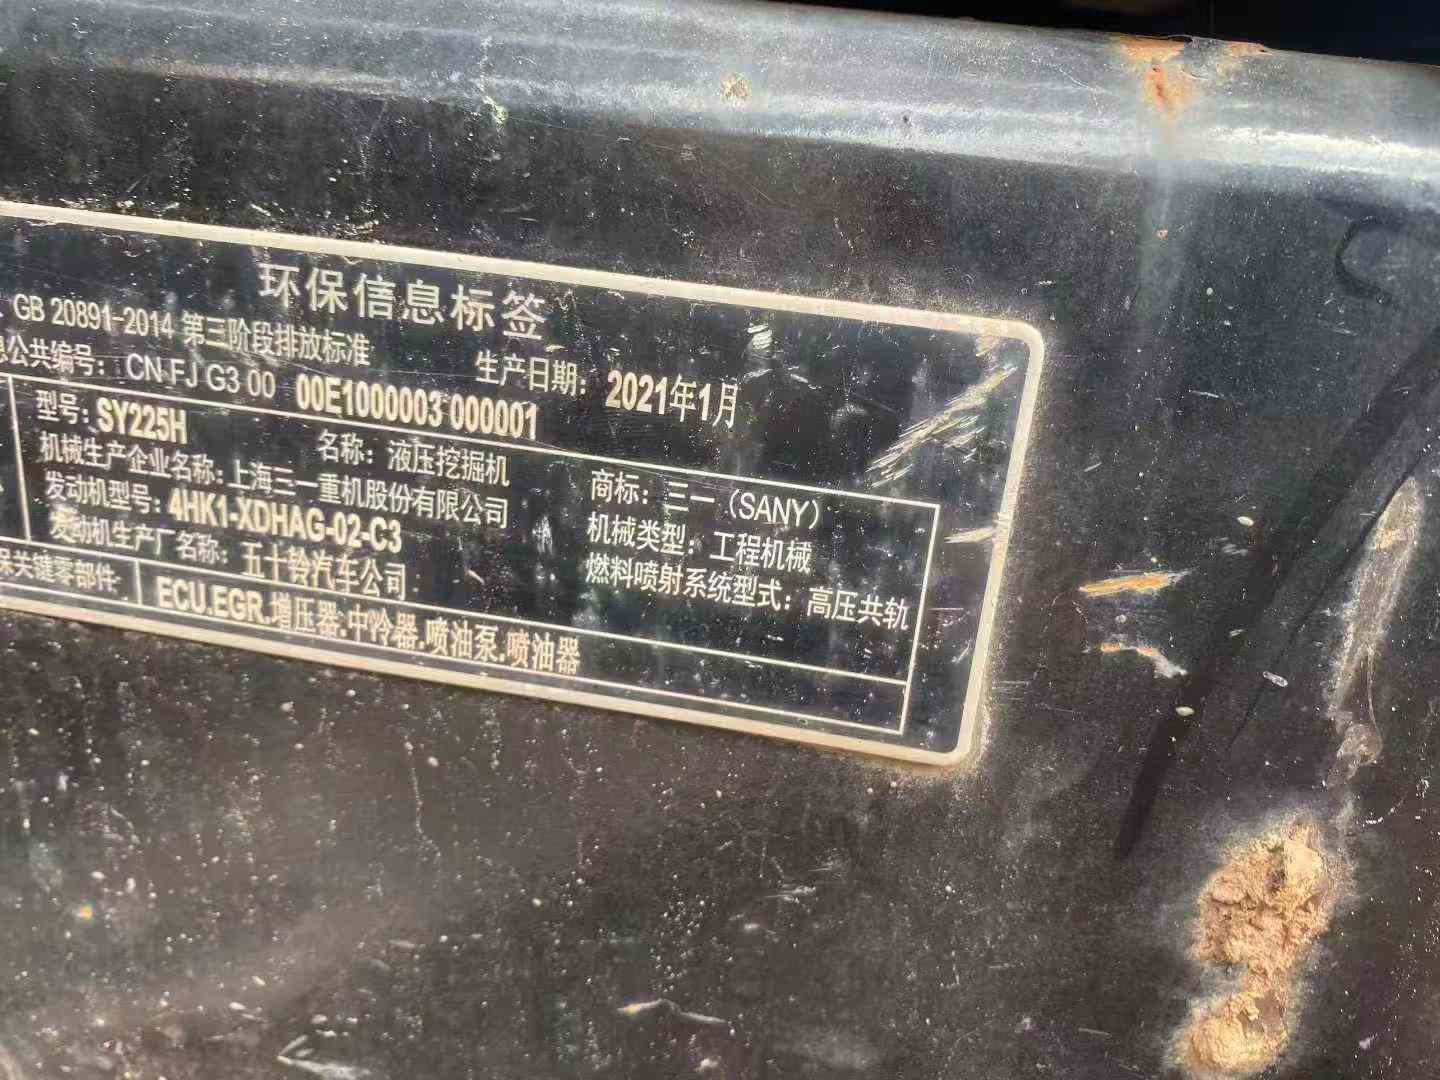 环保信息标签
GB 20891-2014 第三阶段排放标准
生产日期：2021年1月
息公共编号：CN FJ G3 00 00E1000003 000001
型号：SY225H
名称：液压挖掘机
商标：三一（SANY）
机械生产企业名称：上海三一重机股份有限公司
机械类型：工程机械
发动机型号：4HK1-XDHAG-02-C3
燃料喷射系统型式：高压共轨
发动机生产厂名称：五十铃汽车公司
保关键零部件： ECU.EGR.增压器.中冷器.喷油泵.喷油器